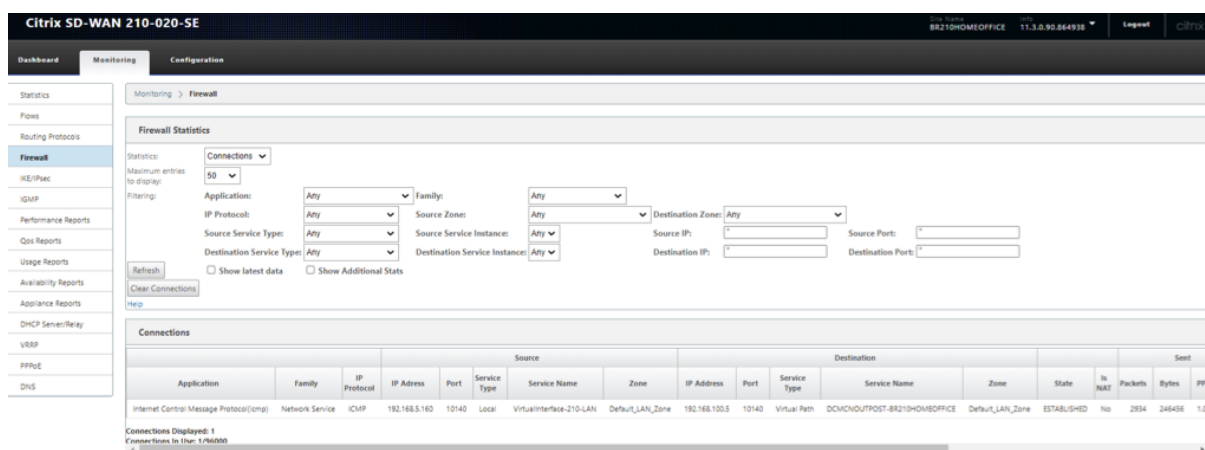 Citrix SD-WAN 210-020-SE
Site Name
BR210HOMEOFFICE
Info
11.3.0.90.864938
Logout
citrix
Dashboard Monitoring Configuration
Statistics
Flows
Routing Protocols
Firewall
IKE/IPsec
IGMP
Performance Reports
Qos Reports
Usage Reports
Availability Reports
Appliance Reports
DHCP Server/Relay
VRRP
PPPoE
DNS
Monitoring > Firewall
Firewall Statistics
Statistics: Connections
Maximum entries to display: 50
Filtering: Application: Any Family: Any
IP Protocol: Any Source Zone: Any Destination Zone: Any
Source Service Type: Any Source Service Instance: Any Source IP: * Source Port: *
Destination Service Type: Any Destination Service Instance: Any Destination IP: * Destination Port: *
Refresh Show latest data Show Additional Stats
Clear Connections
Help
Connections
Source Destination Sent
Application Family IP Protocol IP Adress Port Service Type Service Name Zone IP Address Port Service Type Service Name Zone State Is NAT Packets Bytes
Internet Control Message Protocol(icmp) Network Service ICMP 192.168.5.160 10140 Local VirtualInterface-210-LAN Default_LAN_Zone 192.168.100.5 10140 Virtual Path DCMCNOUTPOST-BR210HOMEOFFICE Default_LAN_Zone ESTABLISHED No 2934 246456
Connections Displayed: 1
Connections In Use: 1/96000